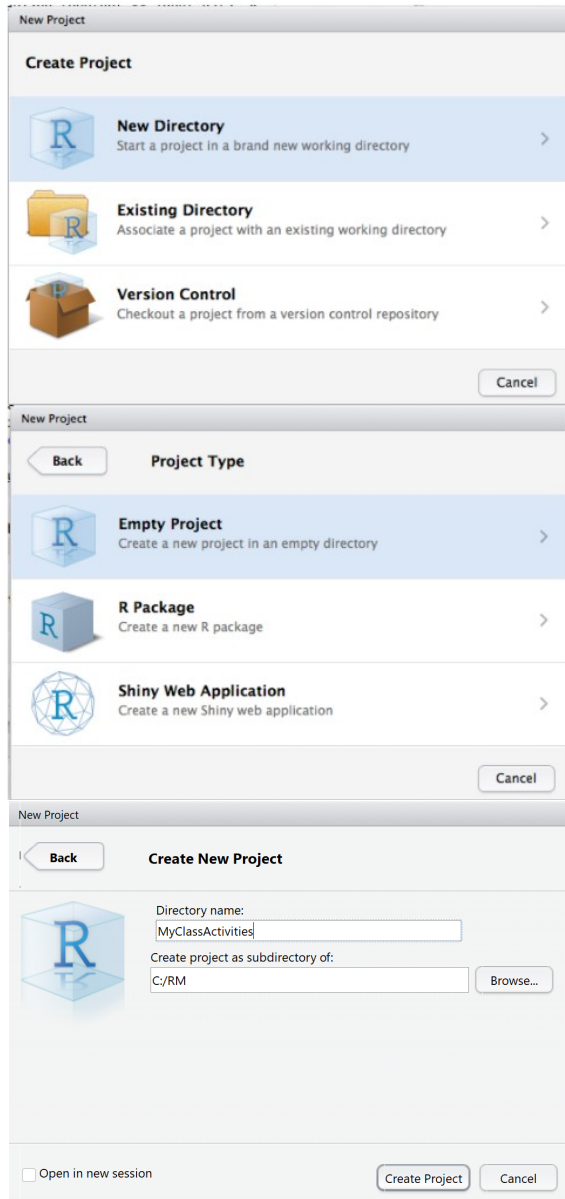 New Project
Create Project
New Directory
Start a project in a brand new working directory
Existing Directory
Associate a project with an existing working directory
Version Control
Checkout a project from a version control repository
Cancel
New Project
Back
Project Type
Empty Project
Create a new project in an empty directory
R Package
Create a new R package
Shiny Web Application
Create a new Shiny web application
Cancel
New Project
Back
Create New Project
Directory name:
MyClassActivities
Create project as subdirectory of:
C:/RM
Browse...
Open in new session
Create Project
Cancel